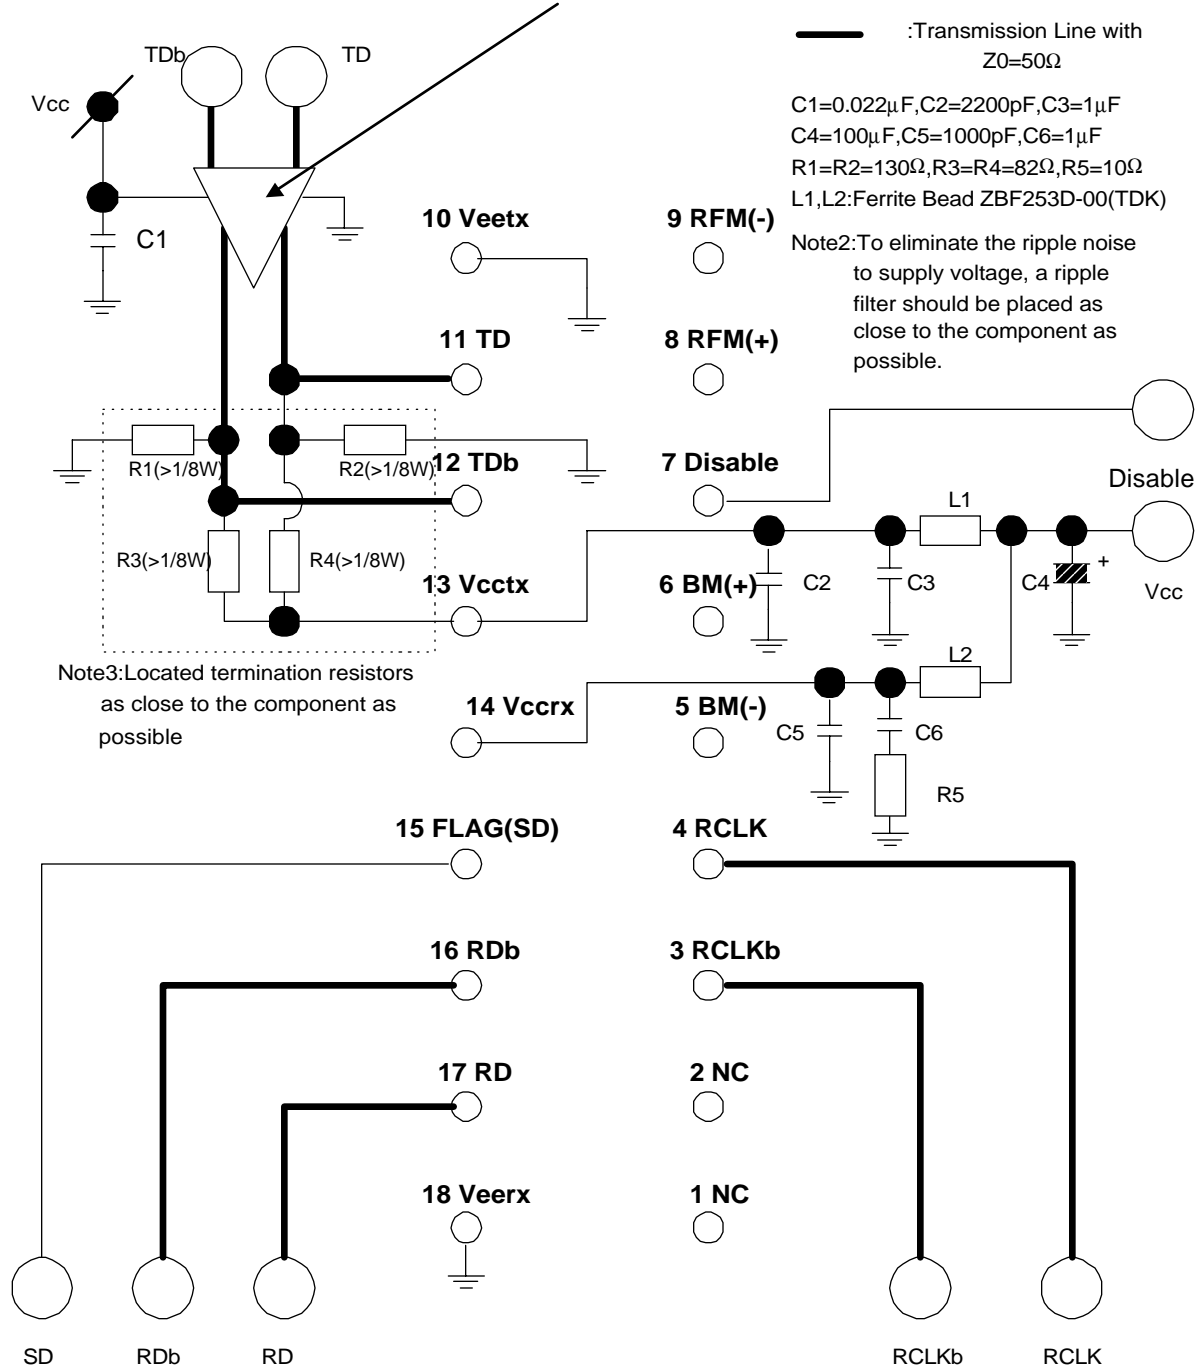 TDb
TD
Vcc
C1
:Transmission Line with
Z0=50Ω
C1=0.022μF,C2=2200pF,C3=1μF
C4=100μF,C5=1000pF,C6=1μF
R1=R2=130Ω,R3=R4=82Ω,R5=10Ω
L1,L2:Ferrite Bead ZBF253D-00(TDK)
Note2:To eliminate the ripple noise
to supply voltage, a ripple
filter should be placed as
close to the component as
possible.
10 Veetx
9 RFM(-)
11 TD
8 RFM(+)
R1(>1/8W)
R2(>1/8W)
12 TDb
7 Disable
Disable
L1
R3(>1/8W)
R4(>1/8W)
13 Vcctx
6 BM(+)
C2
C3
C4
+
Vcc
Note3:Located termination resistors
as close to the component as
possible
L2
14 Vccrx
5 BM(-)
C5
C6
R5
15 FLAG(SD)
4 RCLK
16 RDb
3 RCLKb
17 RD
2 NC
18 Veerx
1 NC
SD
RDb
RD
RCLKb
RCLK